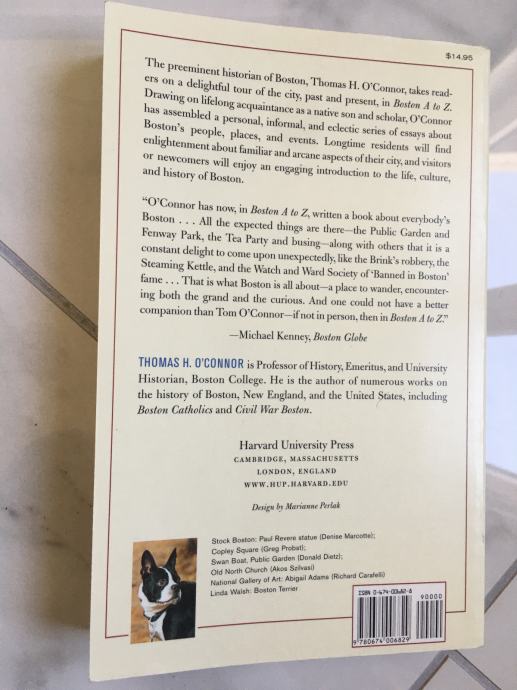 $14.95
The preeminent historian of Boston, Thomas H. O'Connor, takes read-
ers on a delightful tour of the city, past and present, in Boston A to Z.
Drawing on lifelong acquaintance as a native son and scholar, O'Connor
has assembled a personal, informal, and eclectic series of essays about
Boston's people, places, and events. Longtime residents will find
enlightenment about familiar and arcane aspects of their city, and visitors
or newcomers will enjoy an engaging introduction to the life, culture,
and history of Boston.
"O'Connor has now, in Boston A to Z, written a book about everybody's
Boston . . . All the expected things are there—the Public Garden and
Fenway Park, the Tea Party and busing—along with others that it is a
constant delight to come upon unexpectedly, like the Brink's robbery, the
Steaming Kettle, and the Watch and Ward Society of 'Banned in Boston'
fame . . . That is what Boston is all about—a place to wander, encounter-
ing both the grand and the curious. And one could not have a better
companion than Tom O'Connor—if not in person, then in Boston A to Z."
—Michael Kenney, Boston Globe
THOMAS H. O'CONNOR is Professor of History, Emeritus, and University
Historian, Boston College. He is the author of numerous works on
the history of Boston, New England, and the United States, including
Boston Catholics and Civil War Boston.
Harvard University Press
CAMBRIDGE, MASSACHUSETTS
LONDON, ENGLAND
WWW.HUP.HARVARD.EDU
Design by Marianne Perlak
Stock Boston: Paul Revere statue (Denise Marcotte);
Copley Square (Greg Probat);
Swan Boat, Public Garden (Donald Dietz);
Old North Church (Akos Szilvasi)
National Gallery of Art: Abigail Adams (Richard Carafelli)
Linda Walsh: Boston Terrier
ISBN 0-674-00682-8
90000
9780674006829